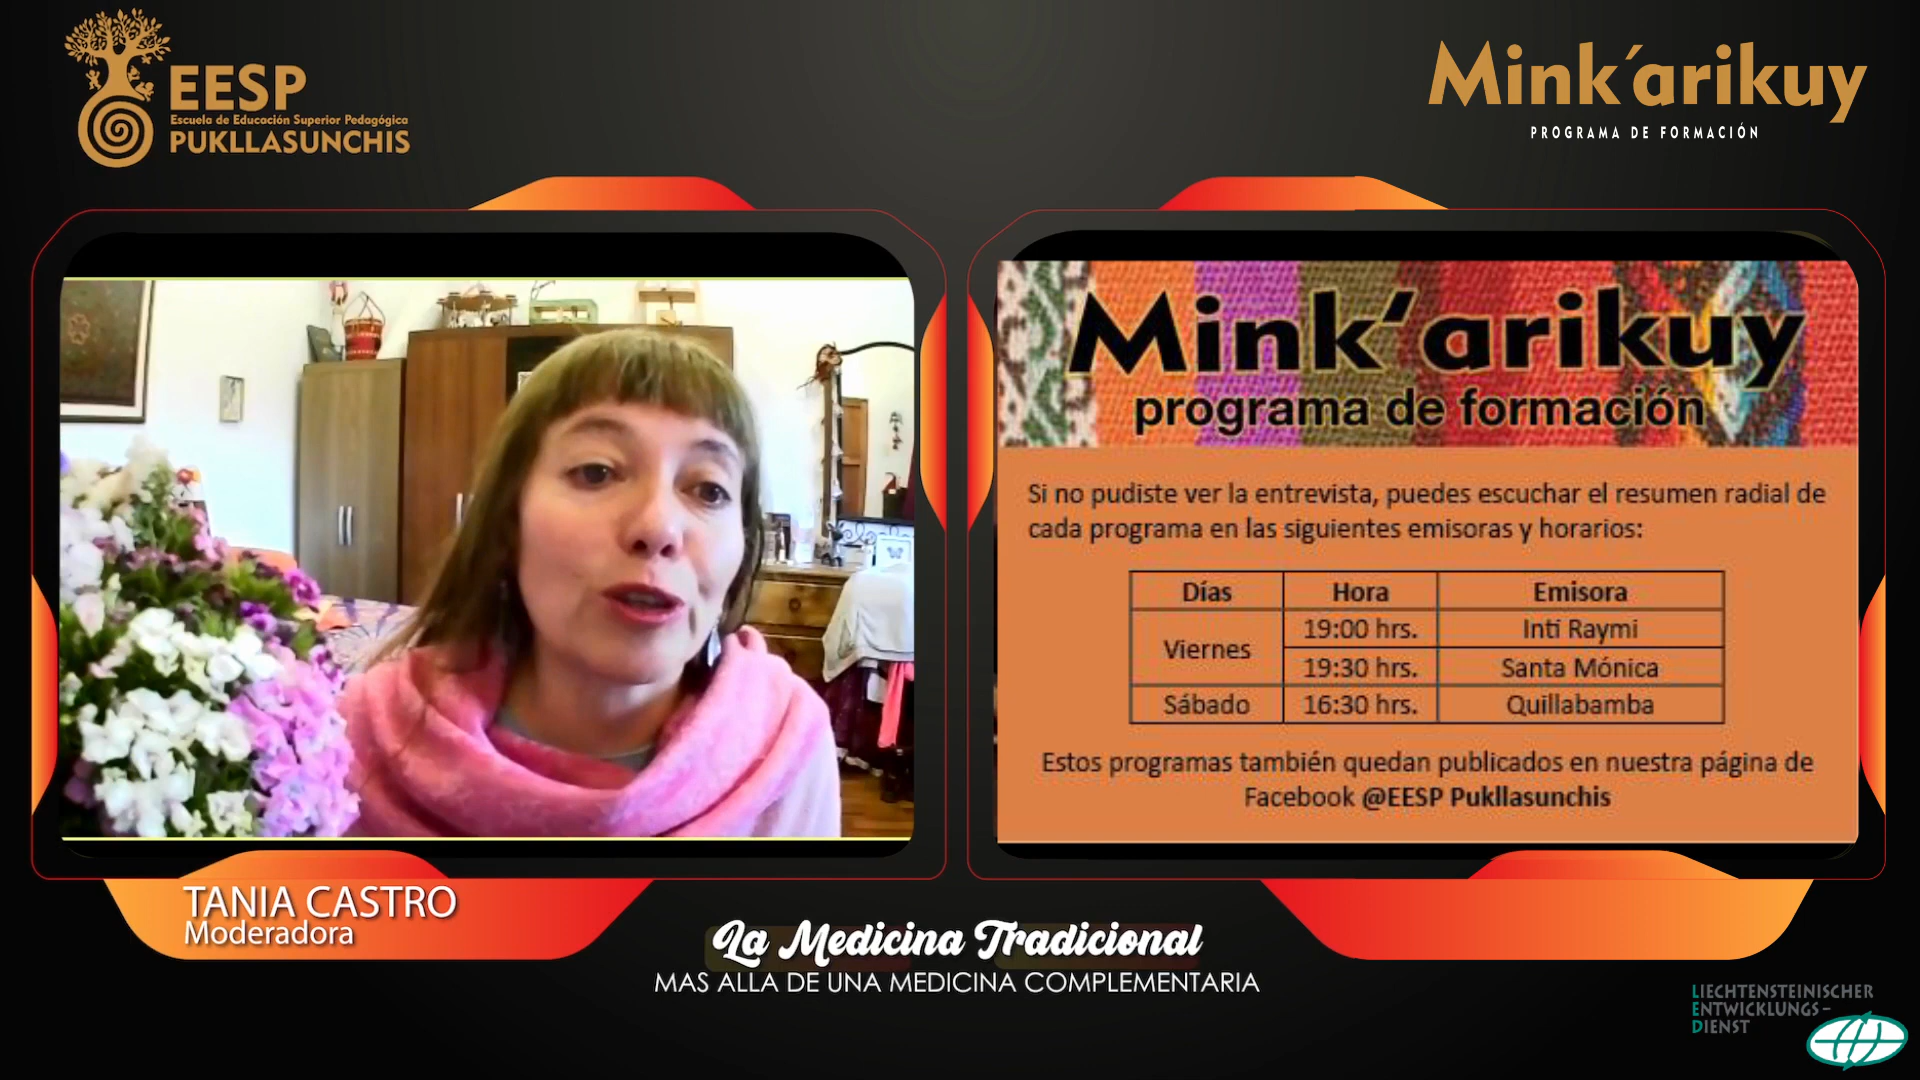 EESP
Escuela de Educación Superior Pedagógica
PUKLLASUNCHIS
Mink'arikuy
PROGRAMA DE FORMACIÓN
Mink'arikuy
programa de formación
Si no pudiste ver la entrevista, puedes escuchar el resumen radial de
cada programa en las siguientes emisoras y horarios:
Días Hora Emisora
Viernes 19:00 hrs. Inti Raymi
19:30 hrs. Santa Mónica
Sábado 16:30 hrs. Quillabamba
Estos programas también quedan publicados en nuestra página de
Facebook @EESP Pukllasunchis
TANIA CASTRO
Moderadora
La Medicina Tradicional
MAS ALLA DE UNA MEDICINA COMPLEMENTARIA
LIECHTENSTEINISCHER
ENTWICKLUNGS-
DIENST